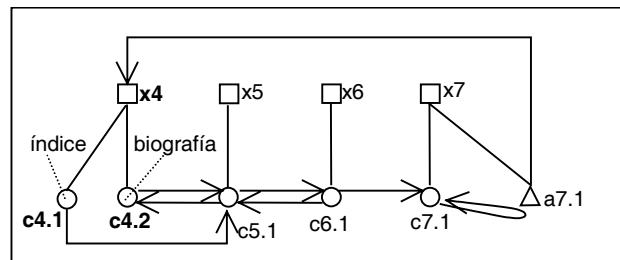 x4 x5 x6 x7
índice biografía
c4.1 c4.2 c5.1 c6.1 c7.1 a7.1